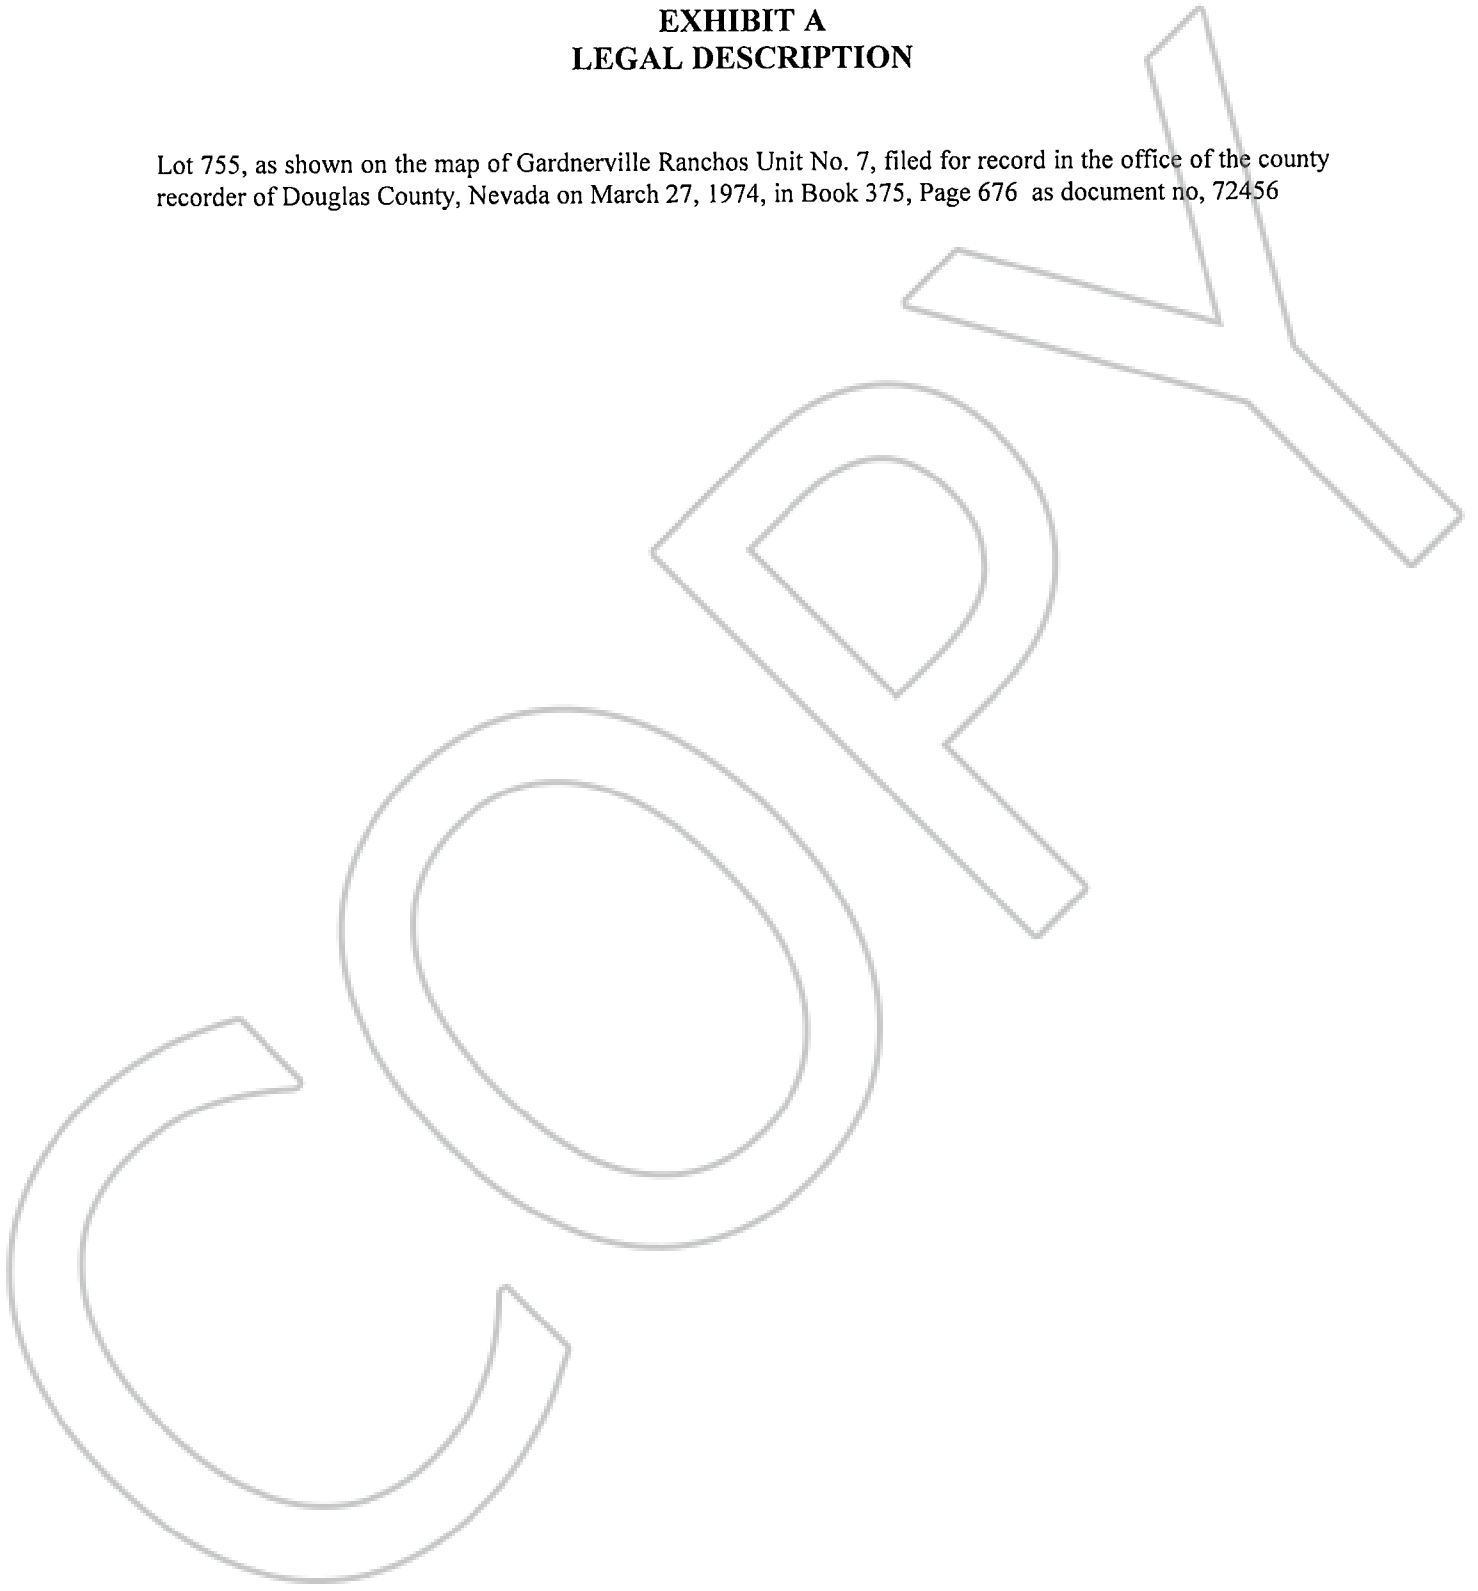 EXHIBIT A
LEGAL DESCRIPTION
Lot 755, as shown on the map of Gardnerville Ranchos Unit No. 7, filed for record in the office of the county
recorder of Douglas County, Nevada on March 27, 1974, in Book 375, Page 676 as document no, 72456
COPY